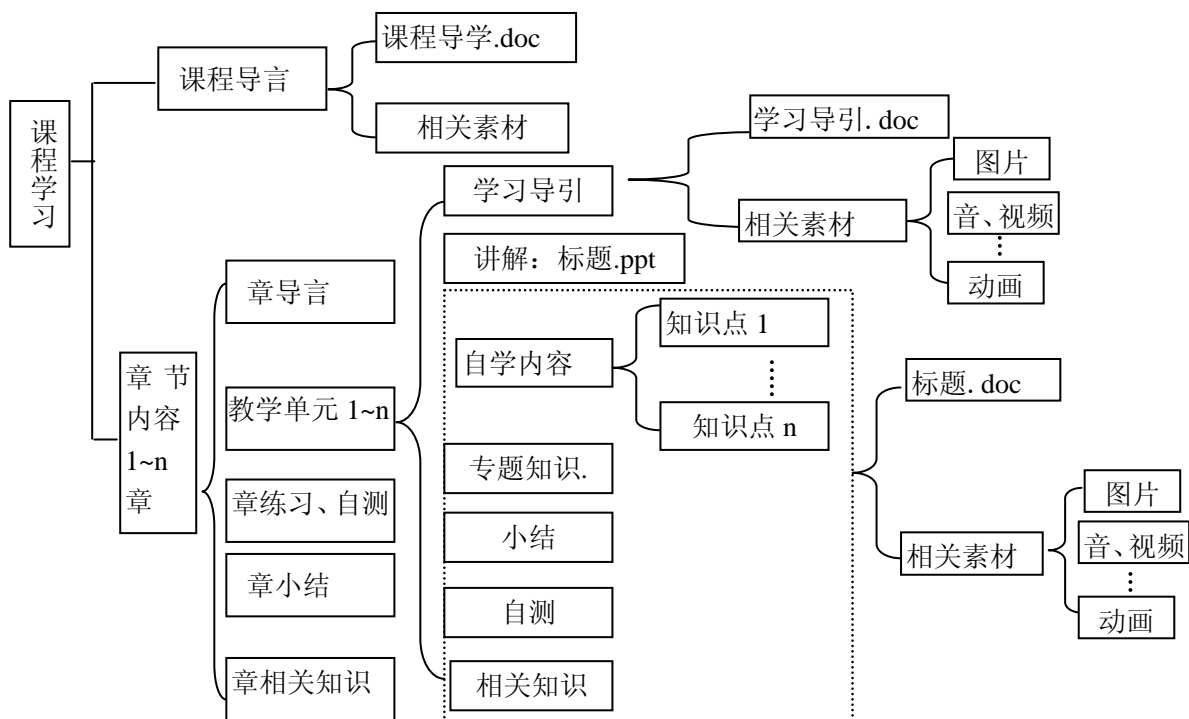 课程学习
课程导言
课程导学.doc
相关素材
章 节
内容
1~n
章
章导言
教学单元 1~n
章练习、自测
章小结
章相关知识
学习导引
讲解：标题.ppt
自学内容
专题知识.
小结
自测
相关知识
学习导引. doc
相关素材
图片
音、视频
动画
知识点 1
知识点 n
标题. doc
相关素材
图片
音、视频
动画